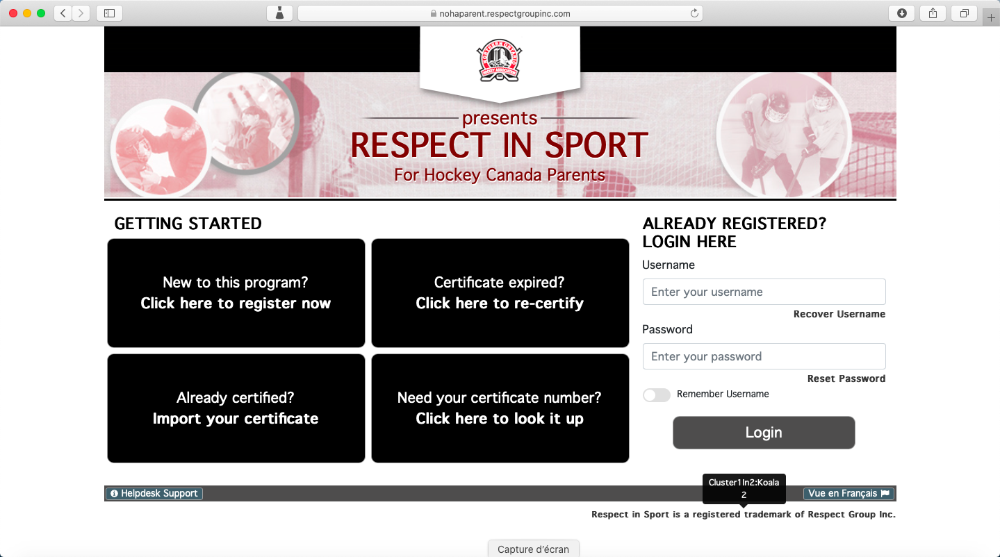 nohaparent.respectgroupinc.com
NORTHERN ONTARIO
HOCKEY ASSOCIATION
presents
RESPECT IN SPORT
For Hockey Canada Parents
GETTING STARTED
New to this program?
Click here to register now
Certificate expired?
Click here to re-certify
Already certified?
Import your certificate
Need your certificate number?
Click here to look it up
ALREADY REGISTERED?
LOGIN HERE
Username
Enter your username
Recover Username
Password
Enter your password
Reset Password
Remember Username
Login
Helpdesk Support
Cluster1In2:Koala
2
Vue en Français
Respect in Sport is a registered trademark of Respect Group Inc.
Capture d'écran